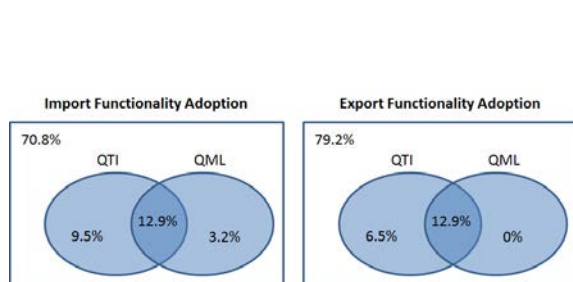 Import Functionality Adoption
70.8%
QTI QML
9.5% 12.9% 3.2%
Export Functionality Adoption
79.2%
QTI QML
6.5% 12.9% 0%